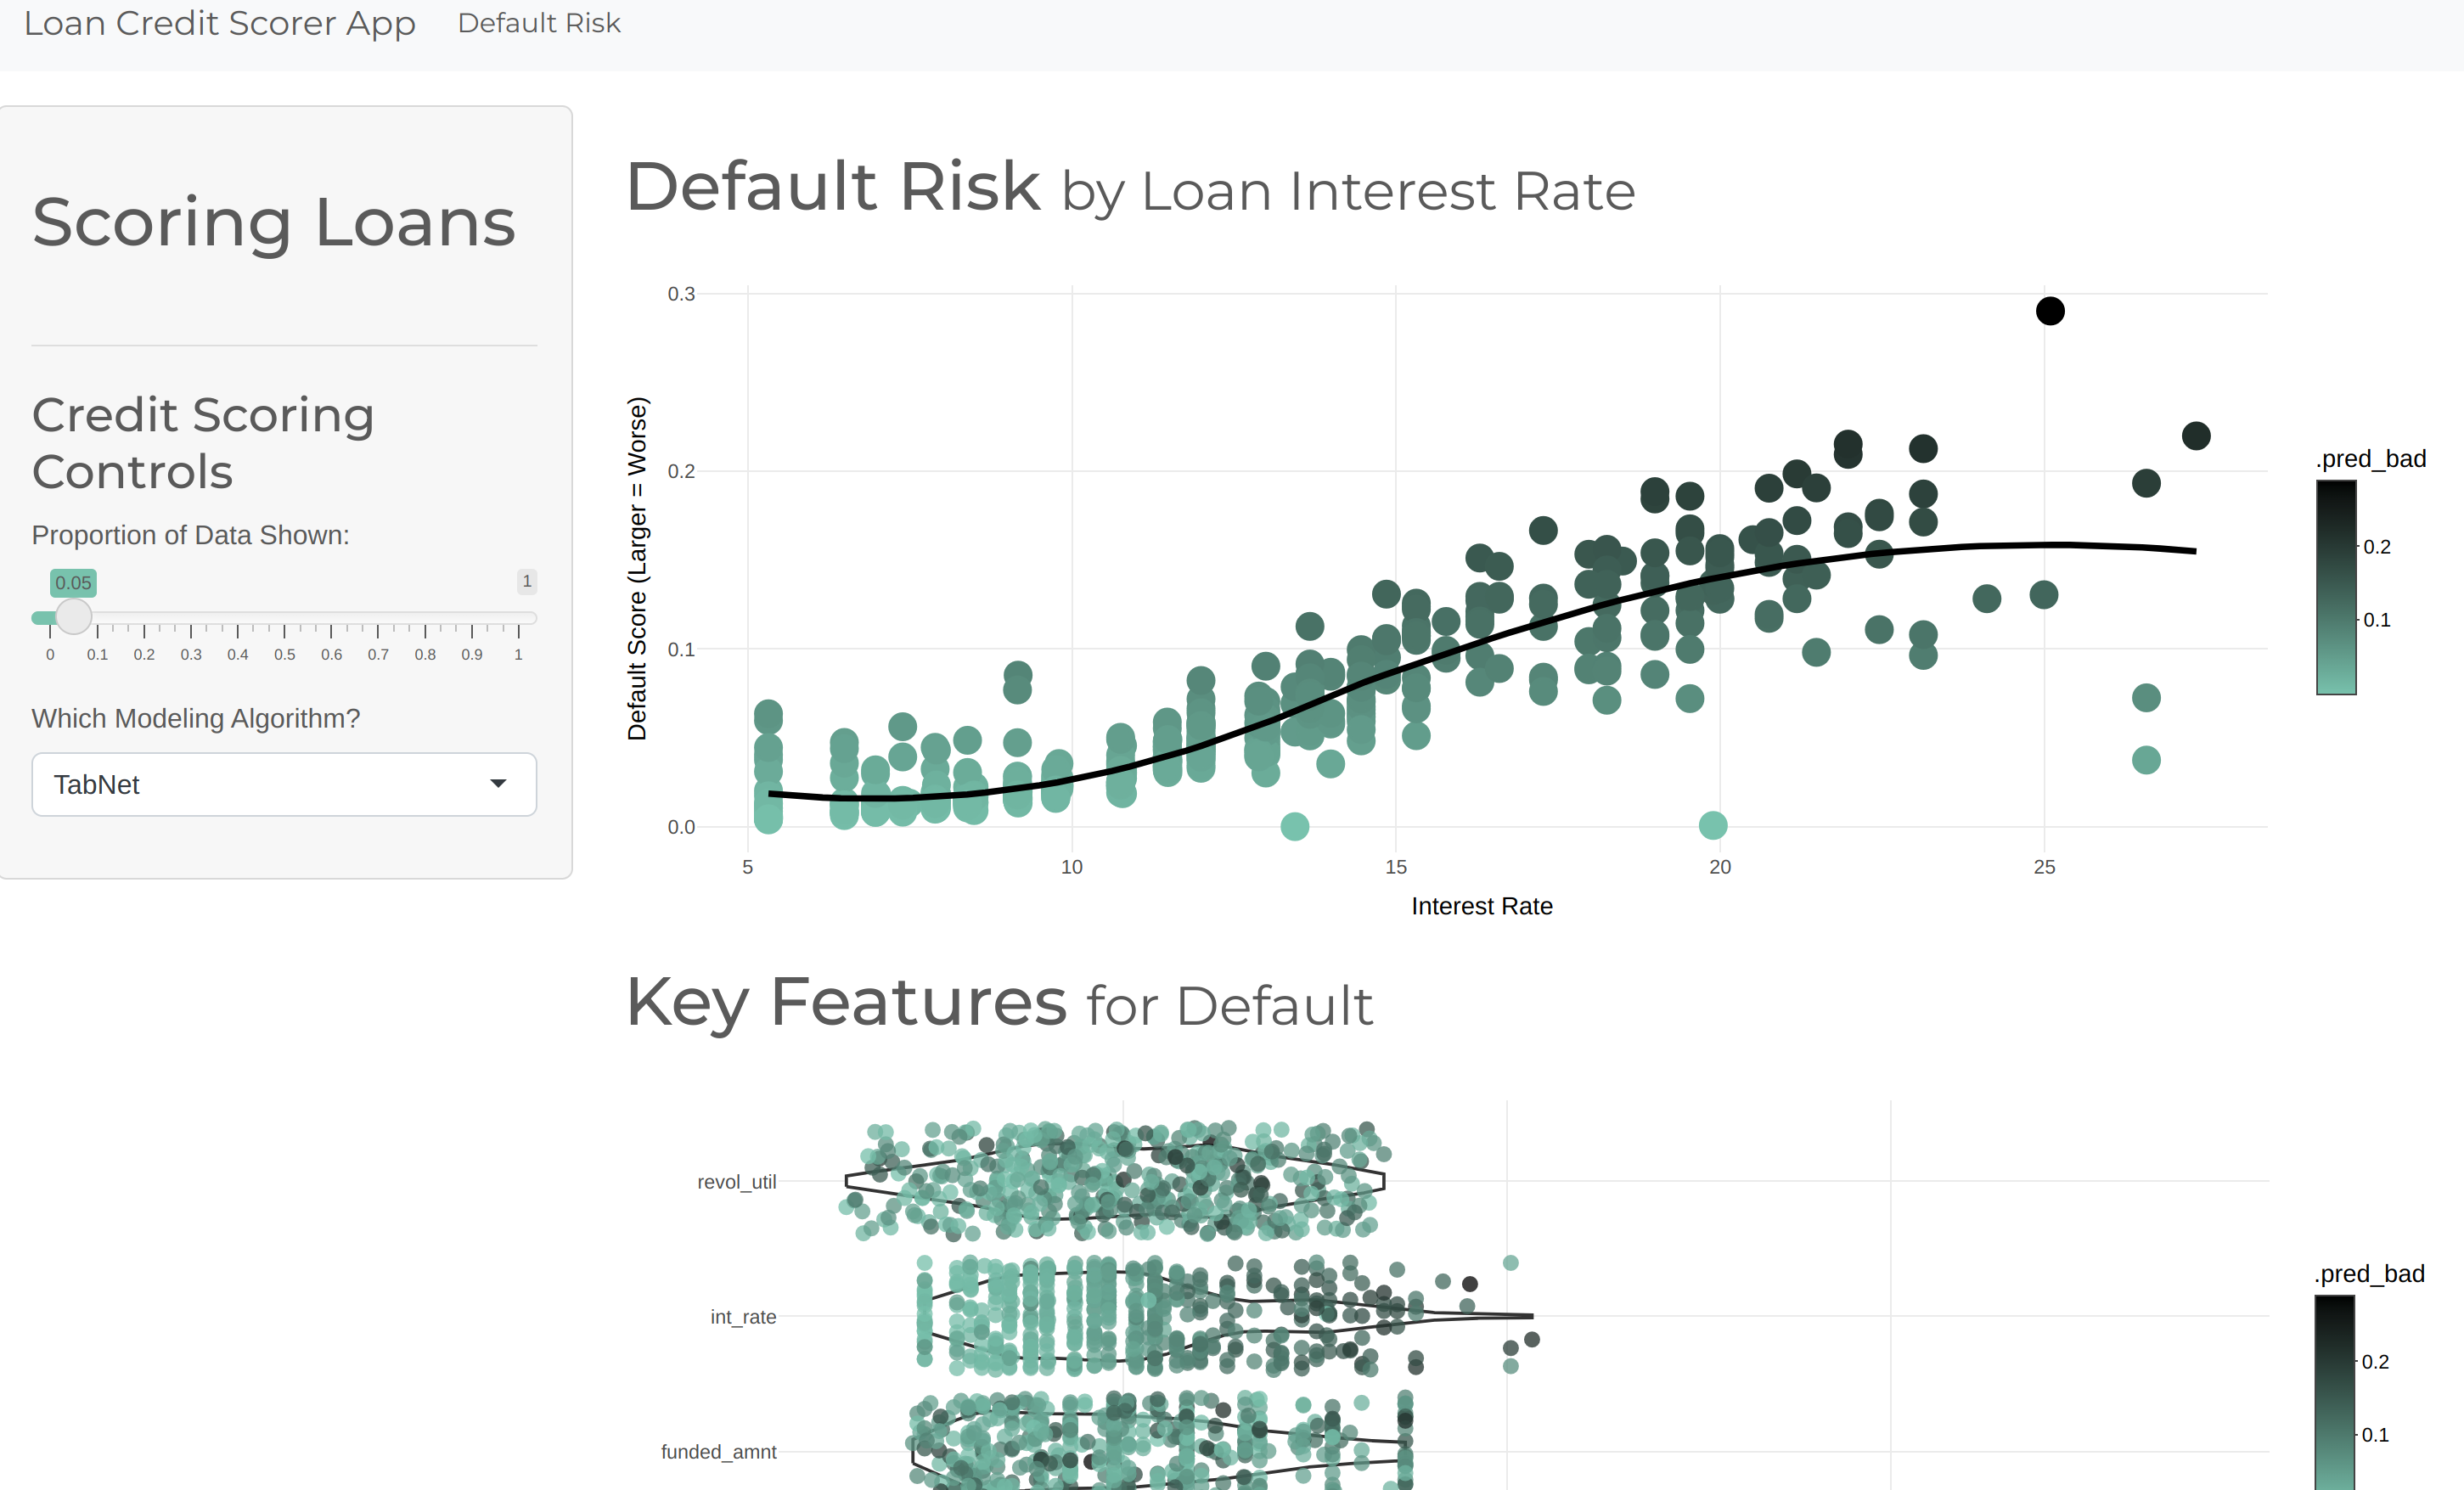 Loan Credit Scorer App Default Risk
Scoring Loans
Credit Scoring
Controls
Proportion of Data Shown:
0.05 1
0 0.1 0.2 0.3 0.4 0.5 0.6 0.7 0.8 0.9 1
Which Modeling Algorithm?
TabNet
Default Risk by Loan Interest Rate
Default Score (Larger = Worse)
0.3
0.2
0.1
0.0
5 10 15 20 25
Interest Rate
.pred_bad
0.2
0.1
Key Features for Default
revol_util
int_rate
funded_amnt
.pred_bad
0.2
0.1